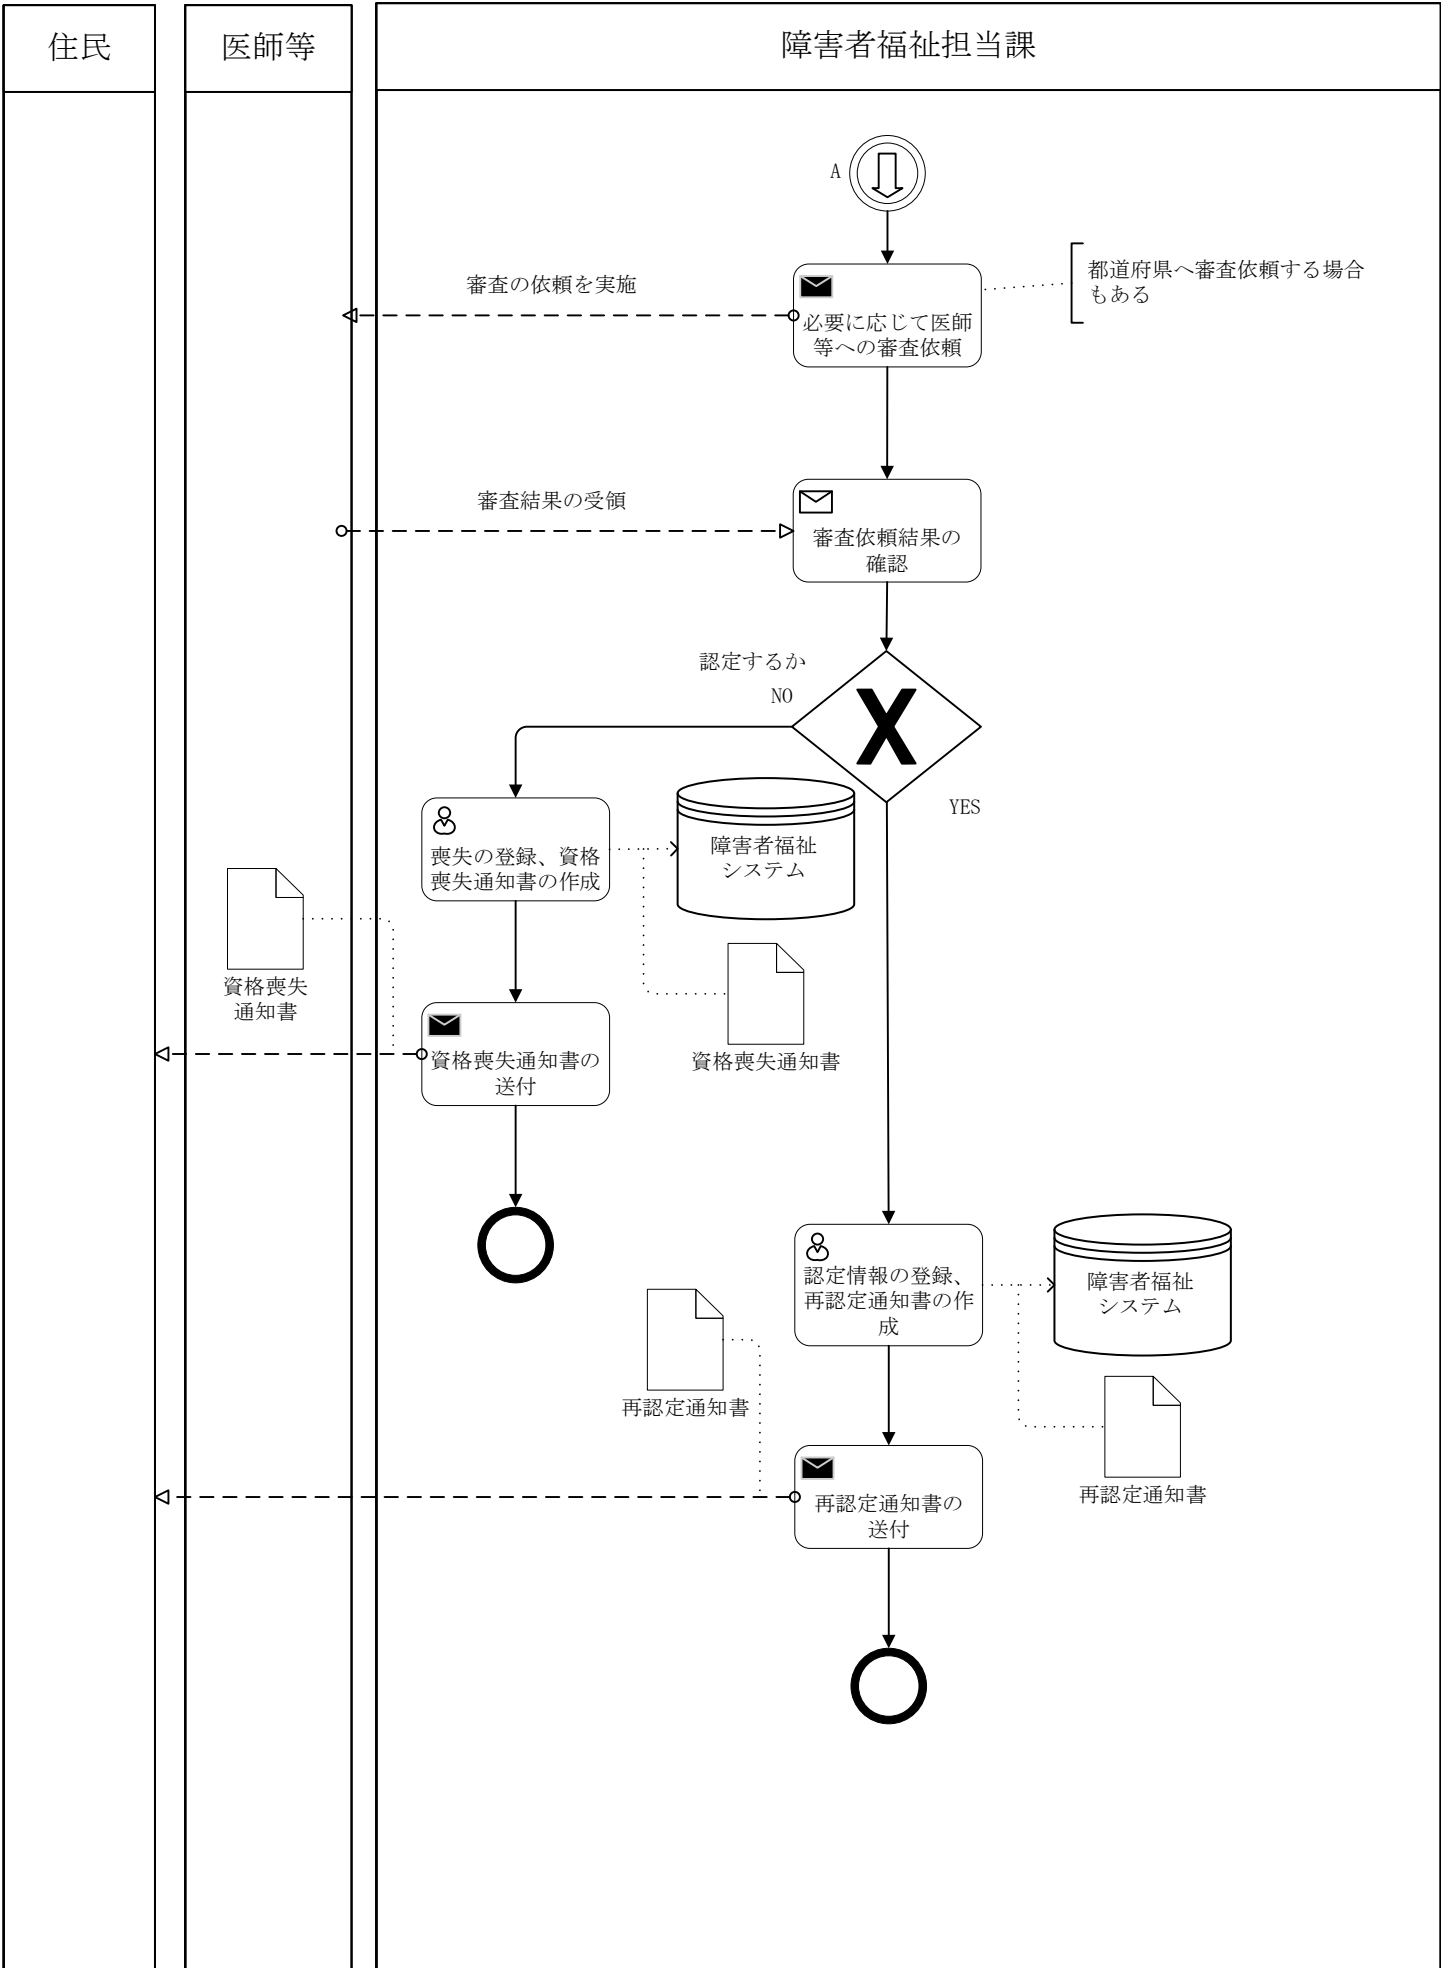 住民
医師等
障害者福祉担当課
A
審査の依頼を実施
都道府県へ審査依頼する場合
もある
必要に応じて医師
等への審査依頼
審査結果の受領
審査依頼結果の
確認
認定するか
NO
YES
喪失の登録、資格
喪失通知書の作成
障害者福祉
システム
資格喪失
通知書
資格喪失通知書
資格喪失通知書の
送付
認定情報の登録、
再認定通知書の作
成
障害者福祉
システム
再認定通知書
再認定通知書
再認定通知書の
送付